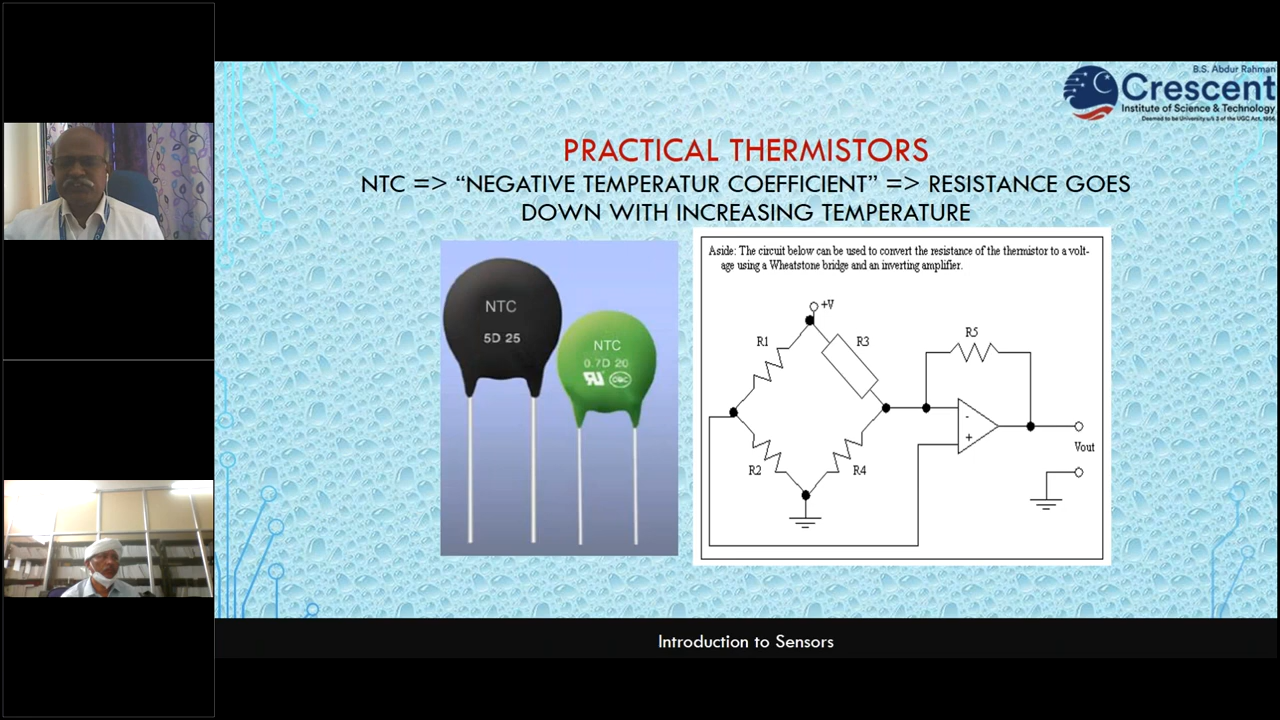 B.S. Abdur Rahman
Crescent
Institute of Science & Technology
Deemed to be University u/s 3 of the UGC Act, 1956
PRACTICAL THERMISTORS
NTC => “NEGATIVE TEMPERATUR COEFFICIENT” => RESISTANCE GOES
DOWN WITH INCREASING TEMPERATURE
NTC
5D 25
NTC
0.7D 20
Aside: The circuit below can be used to convert the resistance of the thermistor to a volt-
age using a Wheatstone bridge and an inverting amplifier.
+V
R1
R3
R5
-
+
R2
R4
Vout
Introduction to Sensors